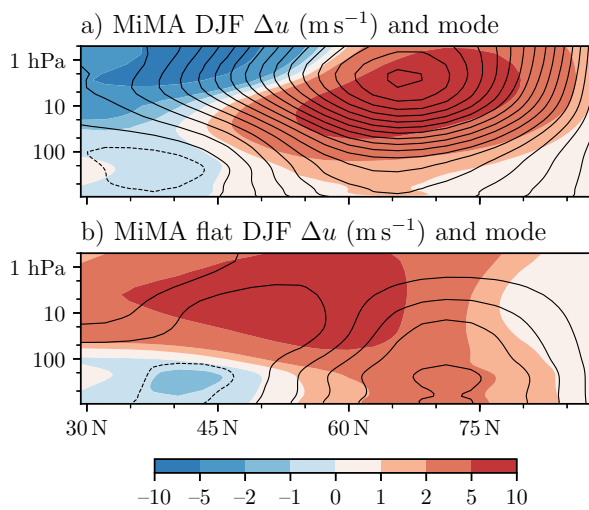 a) MiMA DJF Δu (m s⁻¹) and mode
1 hPa
10
100
b) MiMA flat DJF Δu (m s⁻¹) and mode
1 hPa
10
100
30 N 45 N 60 N 75 N
–10 –5 –2 –1 0 1 2 5 10